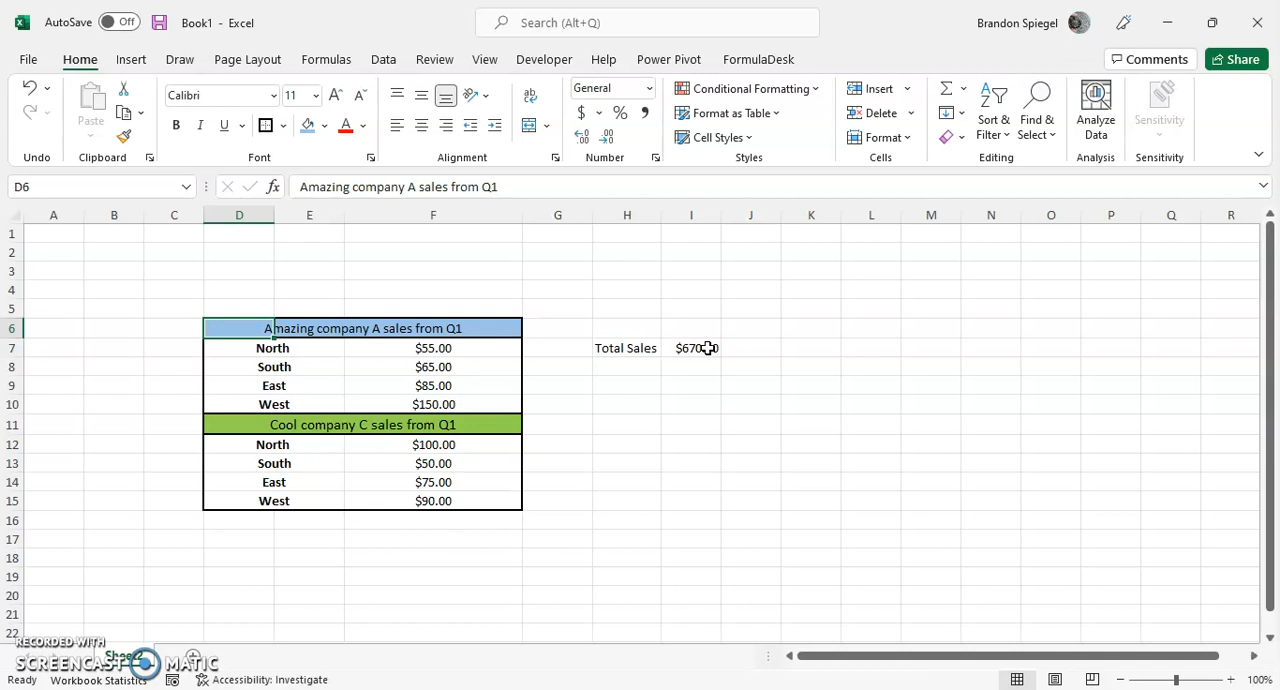 AutoSave Off Book1 - Excel Search (Alt+Q) Brandon Spiegel
File Home Insert Draw Page Layout Formulas Data Review View Developer Help Power Pivot FormulaDesk Comments Share
Calibri 11 A A ab General Conditional Formatting Insert Σ
Paste B I U A $ % , Format as Table Delete Sort & Filter Find & Select Analyze Data Sensitivity
Cell Styles Format
Undo Clipboard Font Alignment Number Styles Cells Editing Analysis Sensitivity
D6 fx Amazing company A sales from Q1
A B C D E F G H I J K L M N O P Q R
1
2
3
4
5
6 Amazing company A sales from Q1
7 North $55.00 Total Sales
8 South $65.00
9 East $85.00
10 West $150.00
11 Cool company C sales from Q1
12 North $100.00
13 South $50.00
14 East $75.00
15 West $90.00
16
17
18
19
20
21
22
RECORDED WITH
SCREENCAST MATIC
Ready Workbook Statistics Accessibility: Investigate 100%